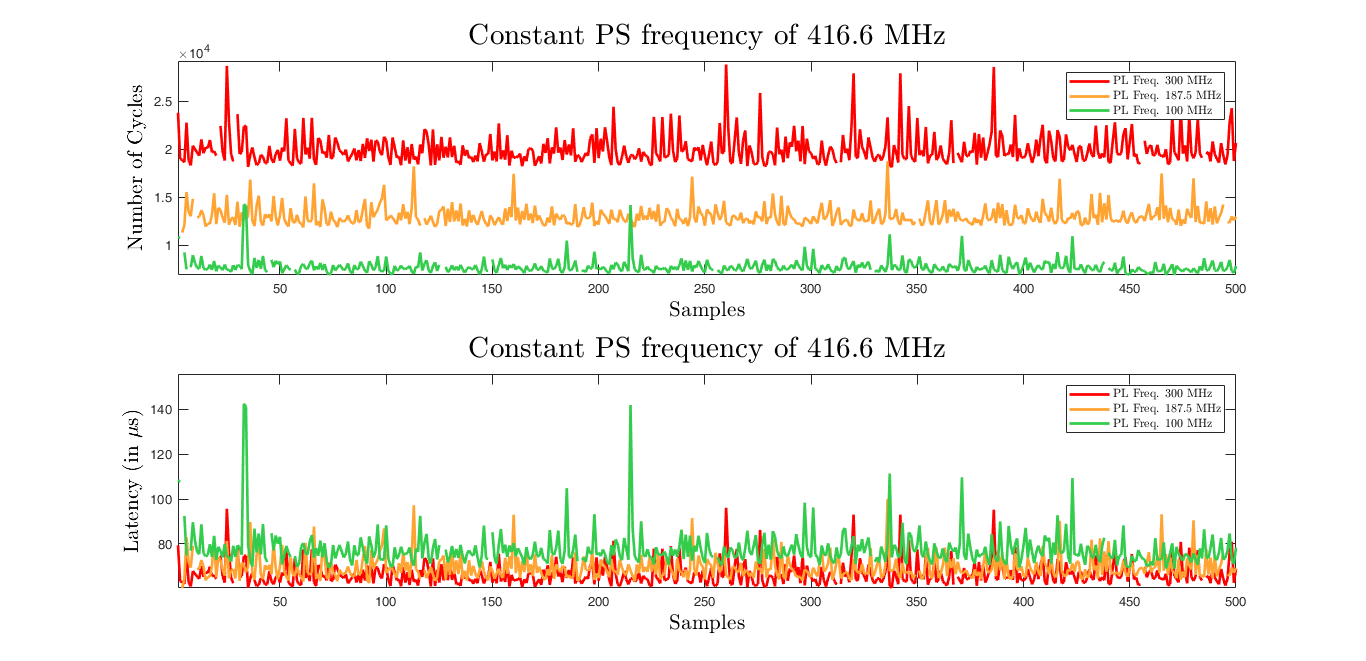 Constant PS frequency of 416.6 MHz
×10⁴
Number of Cycles
2.5
2
1.5
1
PL Freq. 300 MHz
PL Freq. 187.5 MHz
PL Freq. 100 MHz
50 100 150 200 250 300 350 400 450 500
Samples
Constant PS frequency of 416.6 MHz
Latency (in μs)
140
120
100
80
PL Freq. 300 MHz
PL Freq. 187.5 MHz
PL Freq. 100 MHz
50 100 150 200 250 300 350 400 450 500
Samples